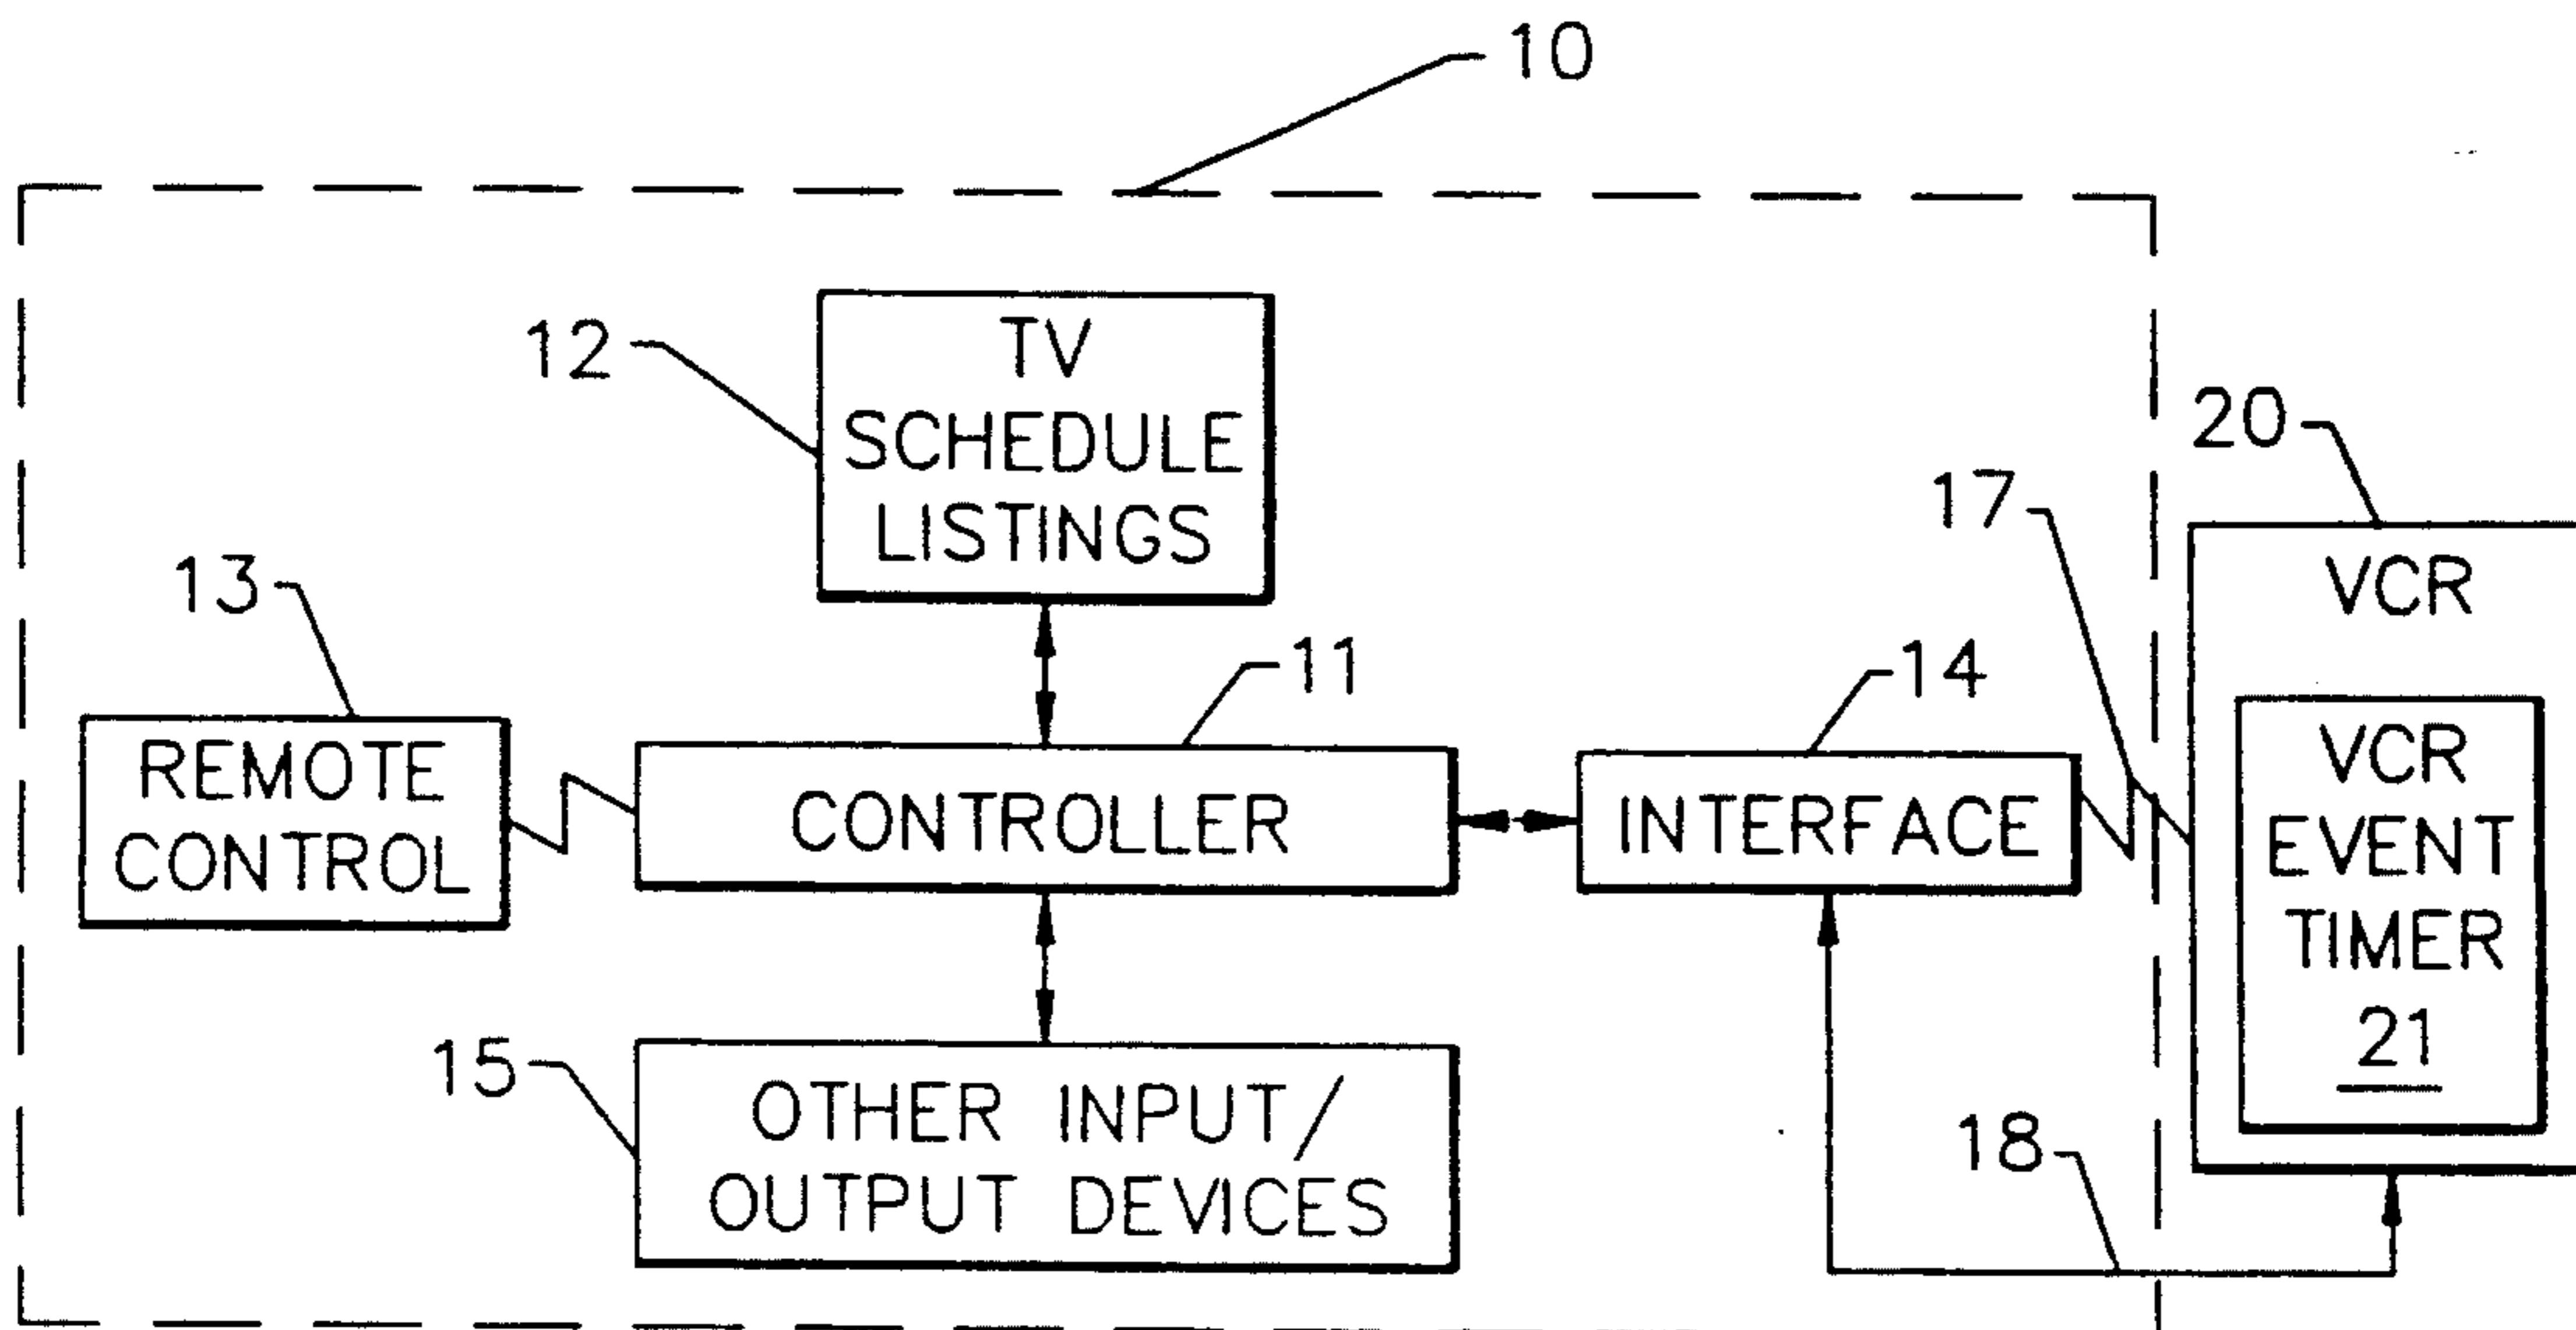 10
12
TV
SCHEDULE
LISTINGS
20
17
VCR
13
11
14
REMOTE
CONTROL
CONTROLLER
INTERFACE
VCR
EVENT
TIMER
21
15
OTHER INPUT/
OUTPUT DEVICES
18